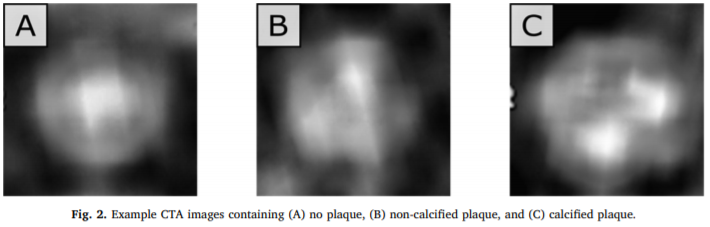 A B C
Fig. 2. Example CTA images containing (A) no plaque, (B) non-calcified plaque, and (C) calcified plaque.